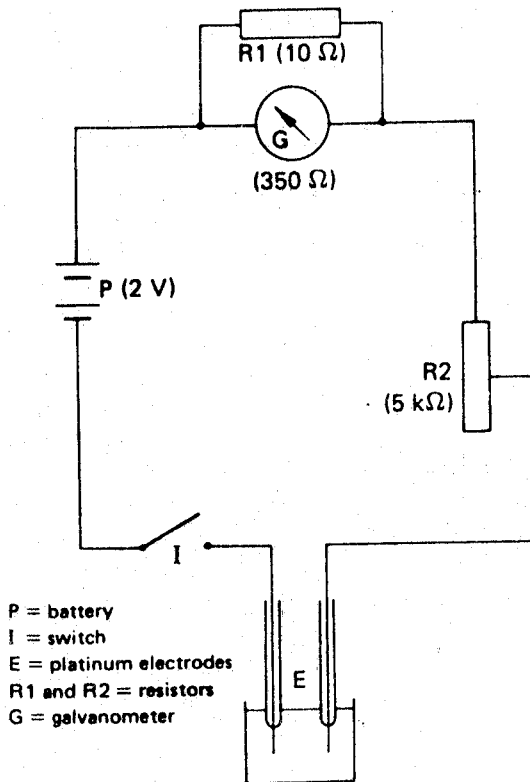 R1 (10 Ω)
G
(350 Ω)
P (2 V)
R2
(5 kΩ)
I
E
P = battery
I = switch
E = platinum electrodes
R1 and R2 = resistors
G = galvanometer